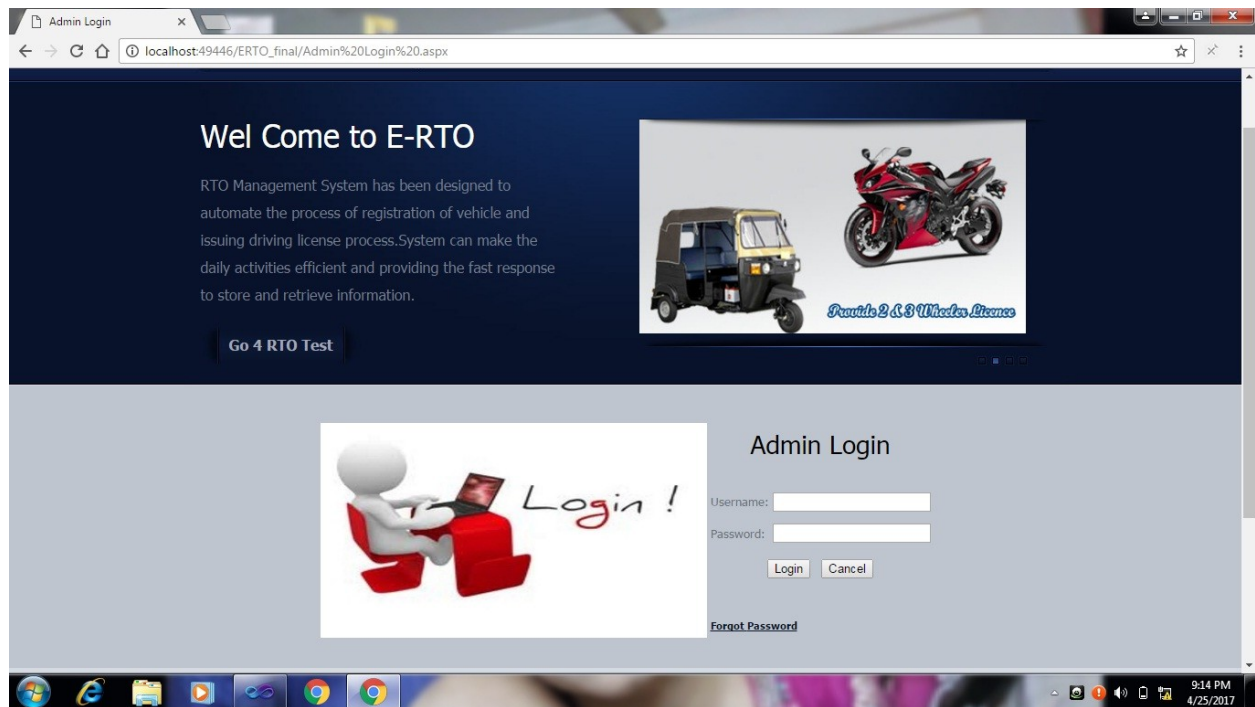 Admin Login
localhost:49446/ERTO_final/Admin%20Login%20.aspx
Wel Come to E-RTO
RTO Management System has been designed to
automate the process of registration of vehicle and
issuing driving license process.System can make the
daily activities efficient and providing the fast response
to store and retrieve information.
Go 4 RTO Test
Provide 2 & 3 Wheeler Licence
Login !
Admin Login
Username:
Password:
Login Cancel
Forgot Password
9:14 PM
4/25/2017